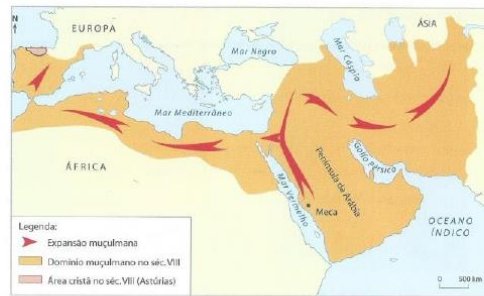 N
EUROPA
ÁSIA
Mar Negro
Mar Cáspio
Mar Mediterrâneo
ÁFRICA
Mar Vermelho
Península da Arábia
Golfo Pérsico
Meca
OCEANO
ÍNDICO
Legenda:
Expansão muçulmana
Domínio muçulmano no séc. VIII
Área cristã no séc. VIII (Astúrias)
0 500 km